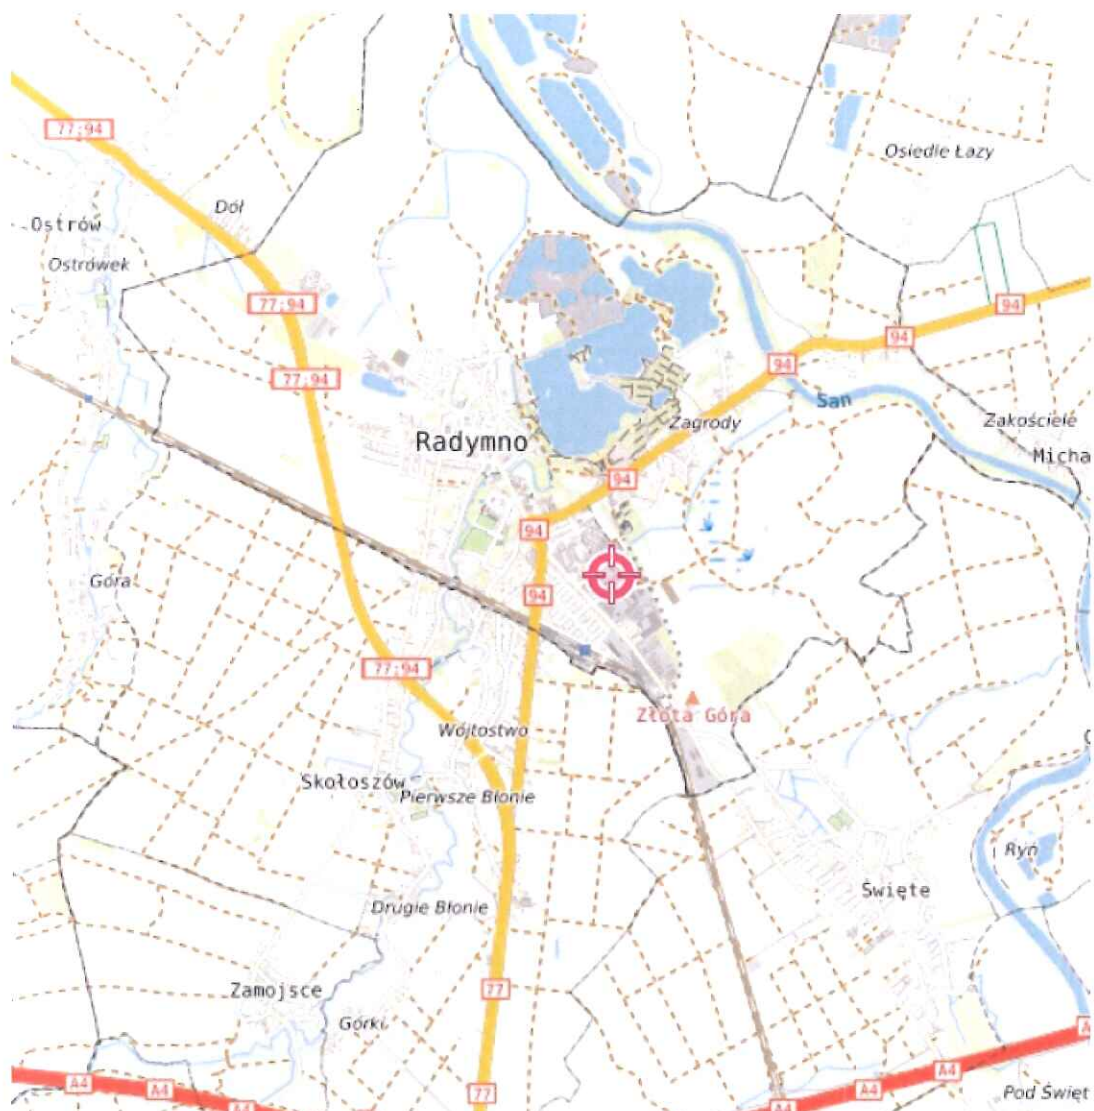 Osiedle Łazy
77;94
Dół
Ostrów
Ostrówek
77;94
94
94
94
77;94
San
Zakościele
Zagrody
Radymno
Micha
94
94
Góra
94
77;94
Złota Góra
Wójtostwo
Skołoszów
Pierwsze Błonie
Ryń
Święte
Drugie Błonie
Zamojsce
77
Górki
A4
A4
A4
77
A4
A4
A4
Pod Święt